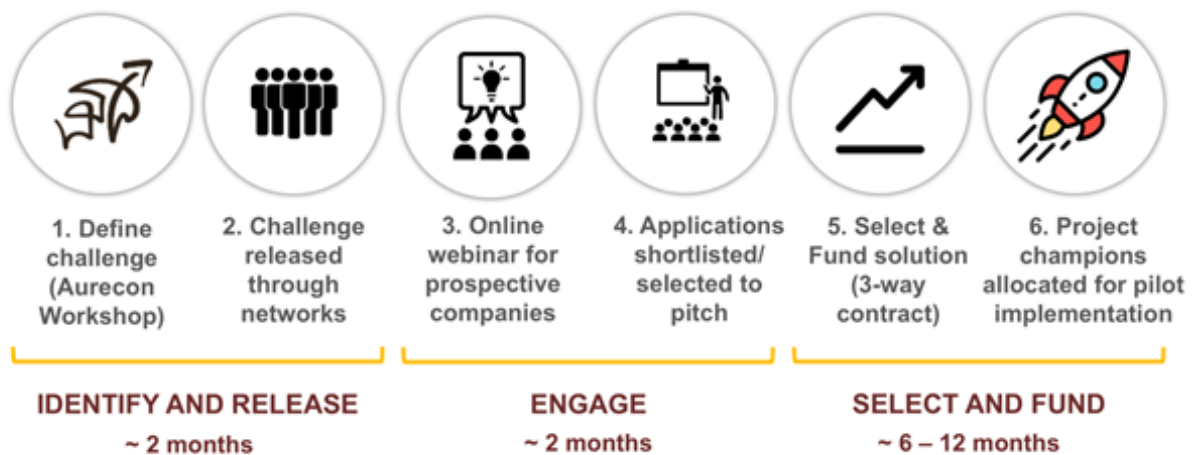 1. Define
challenge
(Aurecon
Workshop)
2. Challenge
released
through
networks
3. Online
webinar for
prospective
companies
4. Applications
shortlisted/
selected to
pitch
5. Select &
Fund solution
(3-way
contract)
6. Project
champions
allocated for pilot
implementation
IDENTIFY AND RELEASE
~ 2 months
ENGAGE
~ 2 months
SELECT AND FUND
~ 6 – 12 months